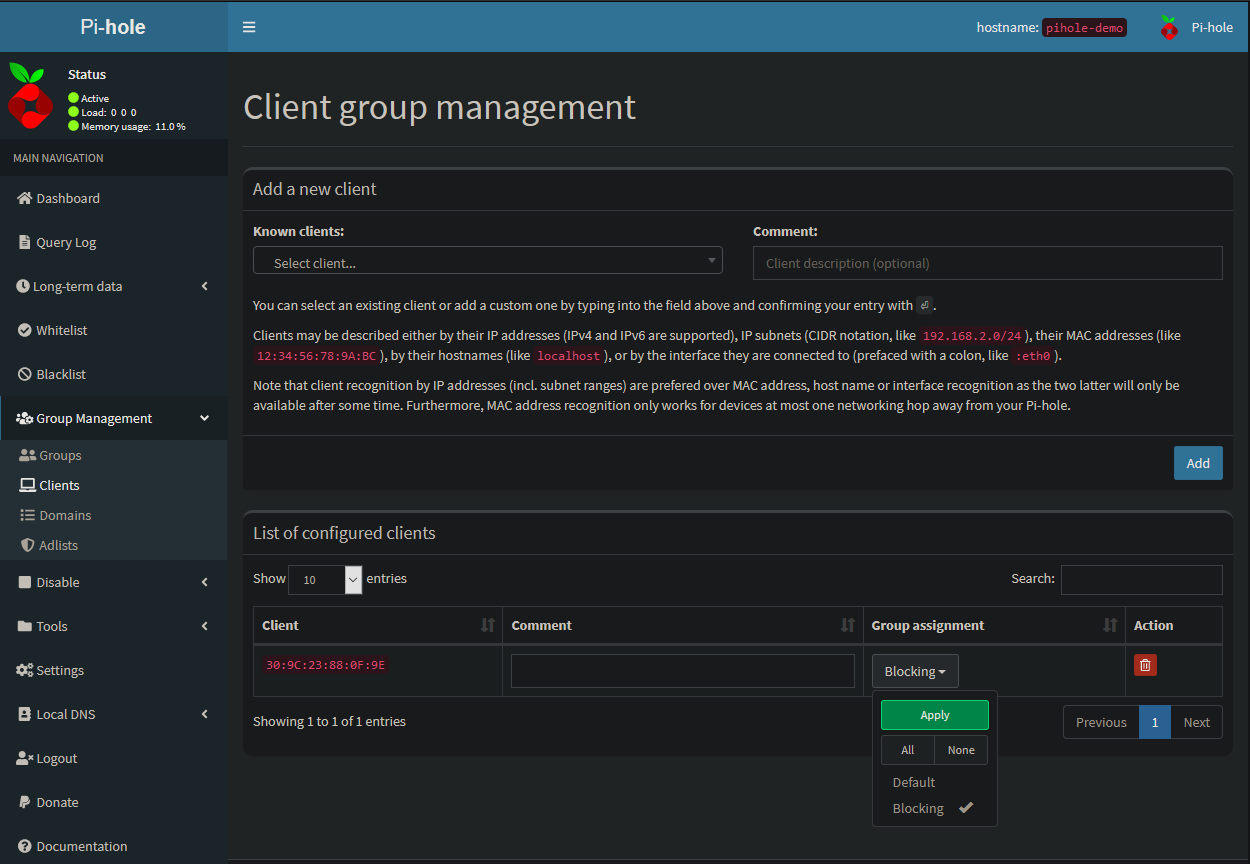 Pi-hole
hostname: pihole-demo
Pi-hole
Status
Active
Load: 0 0 0
Memory usage: 11.0 %
MAIN NAVIGATION
Dashboard
Query Log
Long-term data
Whitelist
Blacklist
Group Management
Groups
Clients
Domains
Adlists
Disable
Tools
Settings
Local DNS
Logout
Donate
Documentation
Client group management
Add a new client
Known clients:
Select client...
Comment:
Client description (optional)
You can select an existing client or add a custom one by typing into the field above and confirming your entry with ⏎.
Clients may be described either by their IP addresses (IPv4 and IPv6 are supported), IP subnets (CIDR notation, like 192.168.2.0/24), their MAC addresses (like
12:34:56:78:9A:BC), by their hostnames (like localhost), or by the interface they are connected to (prefaced with a colon, like :eth0).
Note that client recognition by IP addresses (incl. subnet ranges) are prefered over MAC address, host name or interface recognition as the two latter will only be
available after some time. Furthermore, MAC address recognition only works for devices at most one networking hop away from your Pi-hole.
Add
List of configured clients
Show 10 entries
Search:
Client Comment Group assignment Action
30:9C:23:88:0F:9E Blocking
Apply
All None
Default
Blocking
Showing 1 to 1 of 1 entries
Previous 1 Next